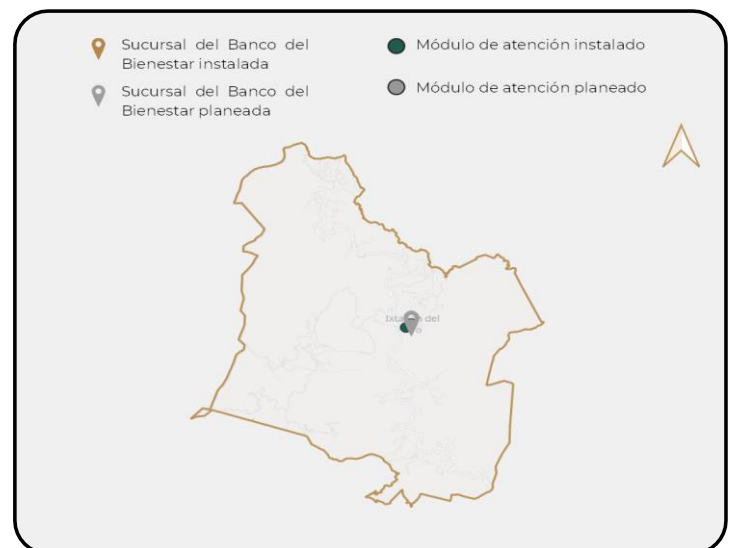 Sucursal del Banco del
Bienestar instalada
Sucursal del Banco del
Bienestar planeada
Módulo de atención instalado
Módulo de atención planeado
del